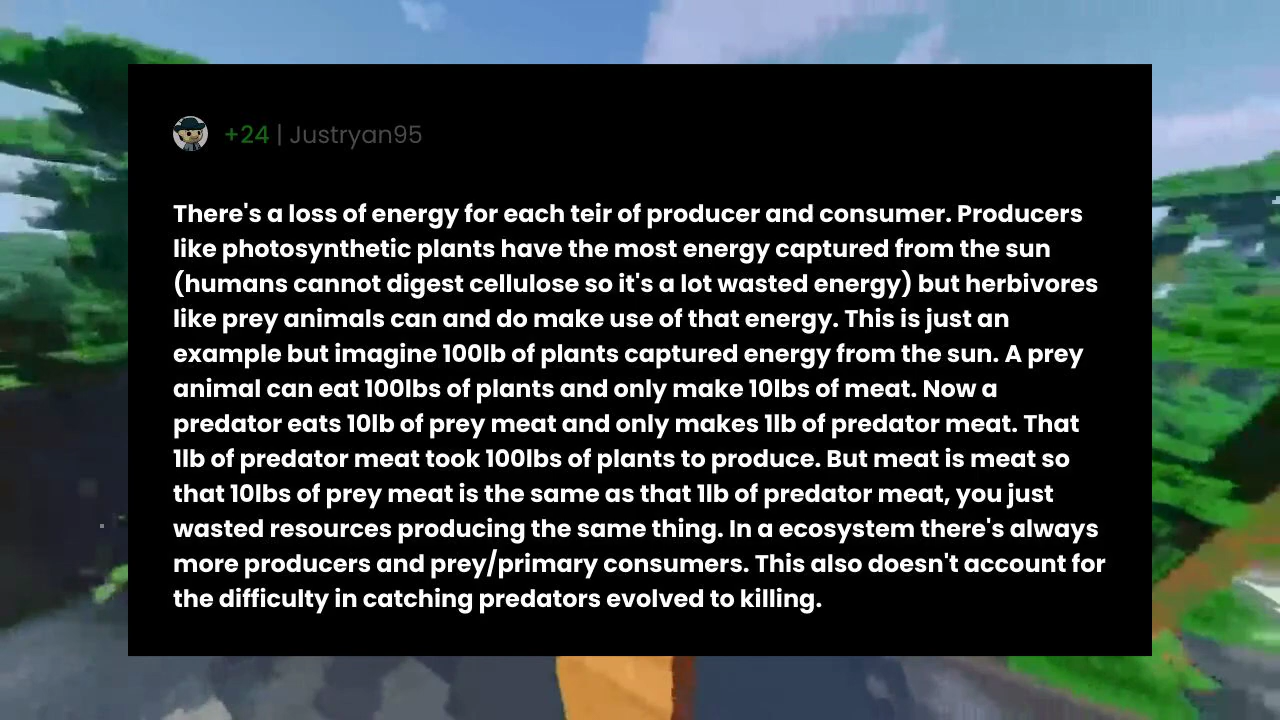 +24 | Justryan95
There's a loss of energy for each teir of producer and consumer. Producers
like photosynthetic plants have the most energy captured from the sun
(humans cannot digest cellulose so it's a lot wasted energy) but herbivores
like prey animals can and do make use of that energy. This is just an
example but imagine 100lb of plants captured energy from the sun. A prey
animal can eat 100lbs of plants and only make 10lbs of meat. Now a
predator eats 10lb of prey meat and only makes 1lb of predator meat. That
1lb of predator meat took 100lbs of plants to produce. But meat is meat so
that 10lbs of prey meat is the same as that 1lb of predator meat, you just
wasted resources producing the same thing. In a ecosystem there's always
more producers and prey/primary consumers. This also doesn't account for
the difficulty in catching predators evolved to killing.